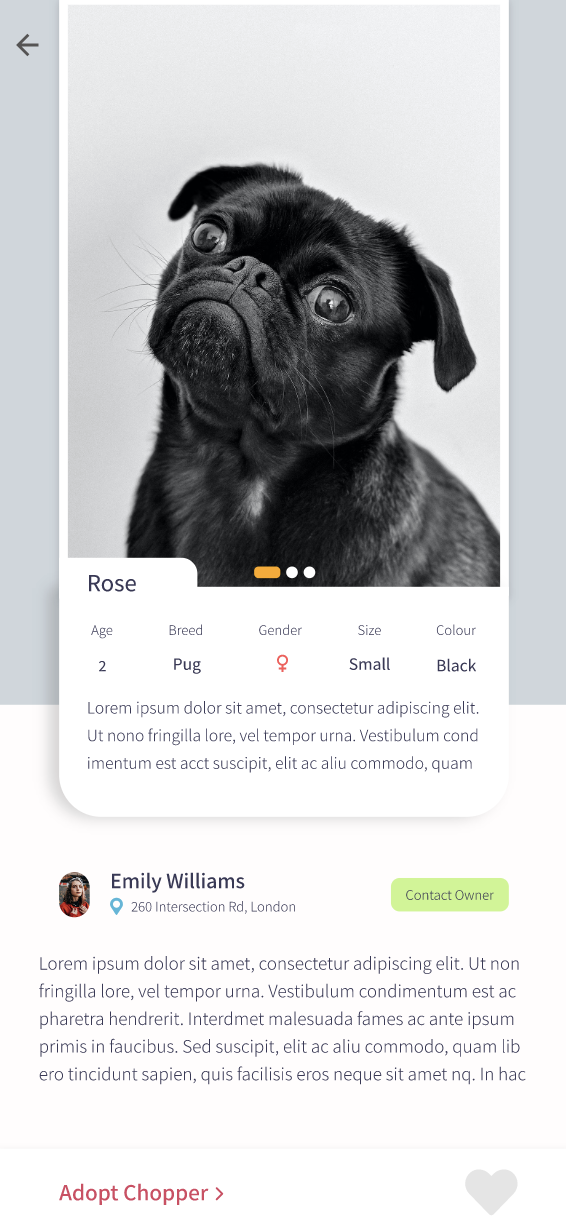 Rose
Age Breed Gender Size Colour
2 Pug Small Black
Lorem ipsum dolor sit amet, consectetur adipiscing elit.
Ut nono fringilla lore, vel tempor urna. Vestibulum cond
imentum est acct suscipit, elit ac aliu commodo, quam
Emily Williams
260 Intersection Rd, London
Contact Owner
Lorem ipsum dolor sit amet, consectetur adipiscing elit. Ut non
fringilla lore, vel tempor urna. Vestibulum condimentum est ac
pharetra hendrerit. Interdmet malesuada fames ac ante ipsum
primis in faucibus. Sed suscipit, elit ac aliu commodo, quam lib
ero tincidunt sapien, quis facilisis eros neque sit amet nq. In hac
Adopt Chopper >